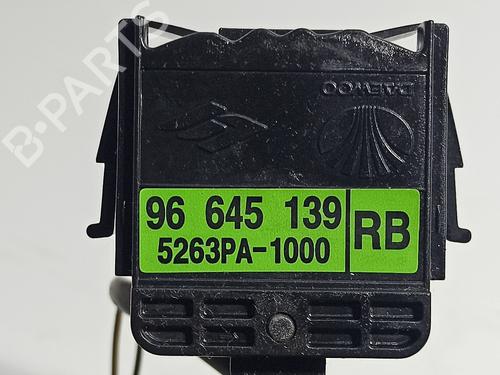 B-PARTS
DAEWOO
96 645 139
5263PA-1000
RB